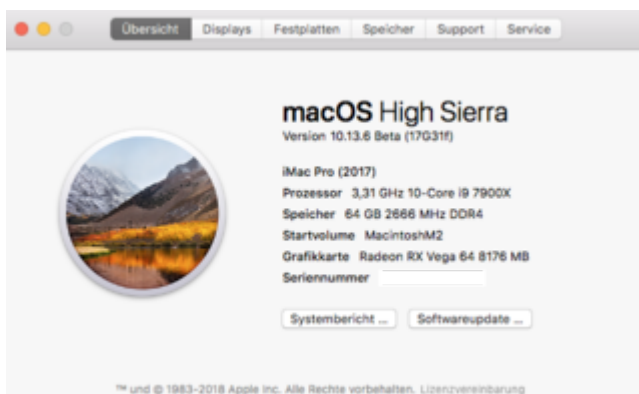 Übersicht Displays Festplatten Speicher Support Service
macOS High Sierra
Version 10.13.6 Beta (17G31f)
iMac Pro (2017)
Prozessor 3,31 GHz 10-Core i9 7900X
Speicher 64 GB 2666 MHz DDR4
Startvolume MacintoshM2
Grafikkarte Radeon RX Vega 64 8176 MB
Seriennummer
Systembericht ... Softwareupdate ...
™ und © 1983-2018 Apple Inc. Alle Rechte vorbehalten. Lizenzvereinbarung